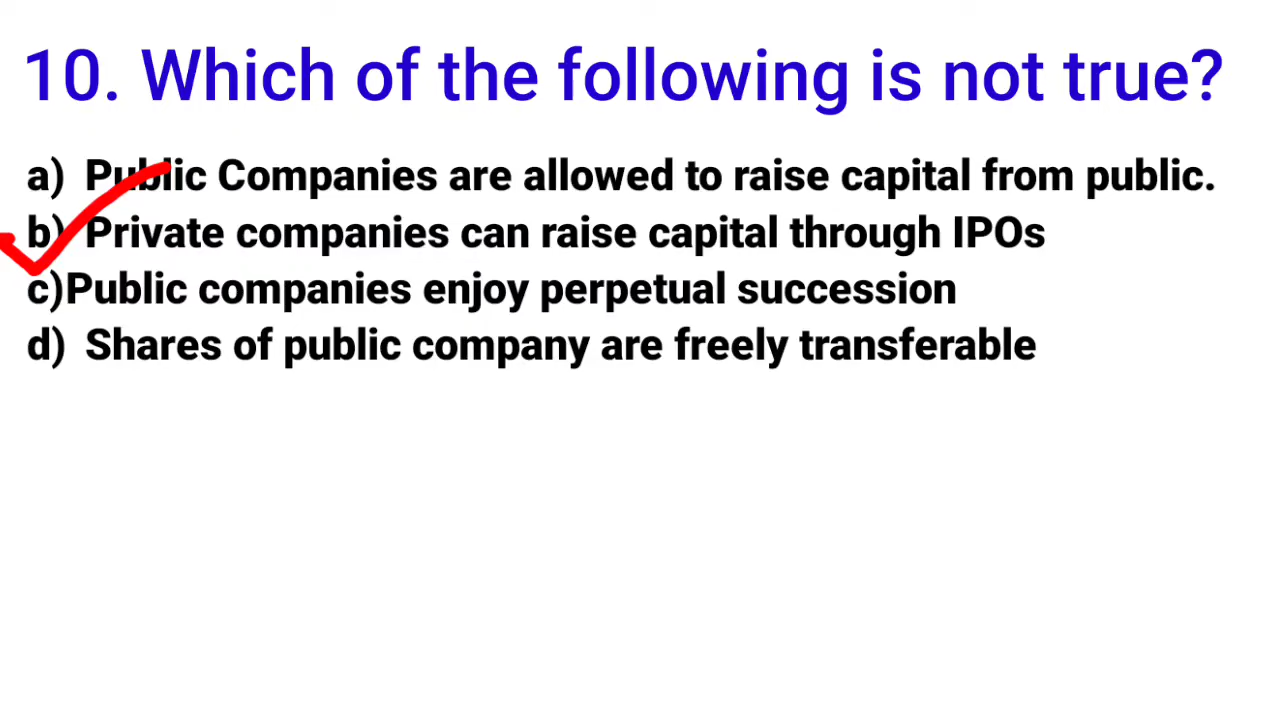 10. Which of the following is not true?
a) Public Companies are allowed to raise capital from public.
b) Private companies can raise capital through IPOs
c)Public companies enjoy perpetual succession
d) Shares of public company are freely transferable